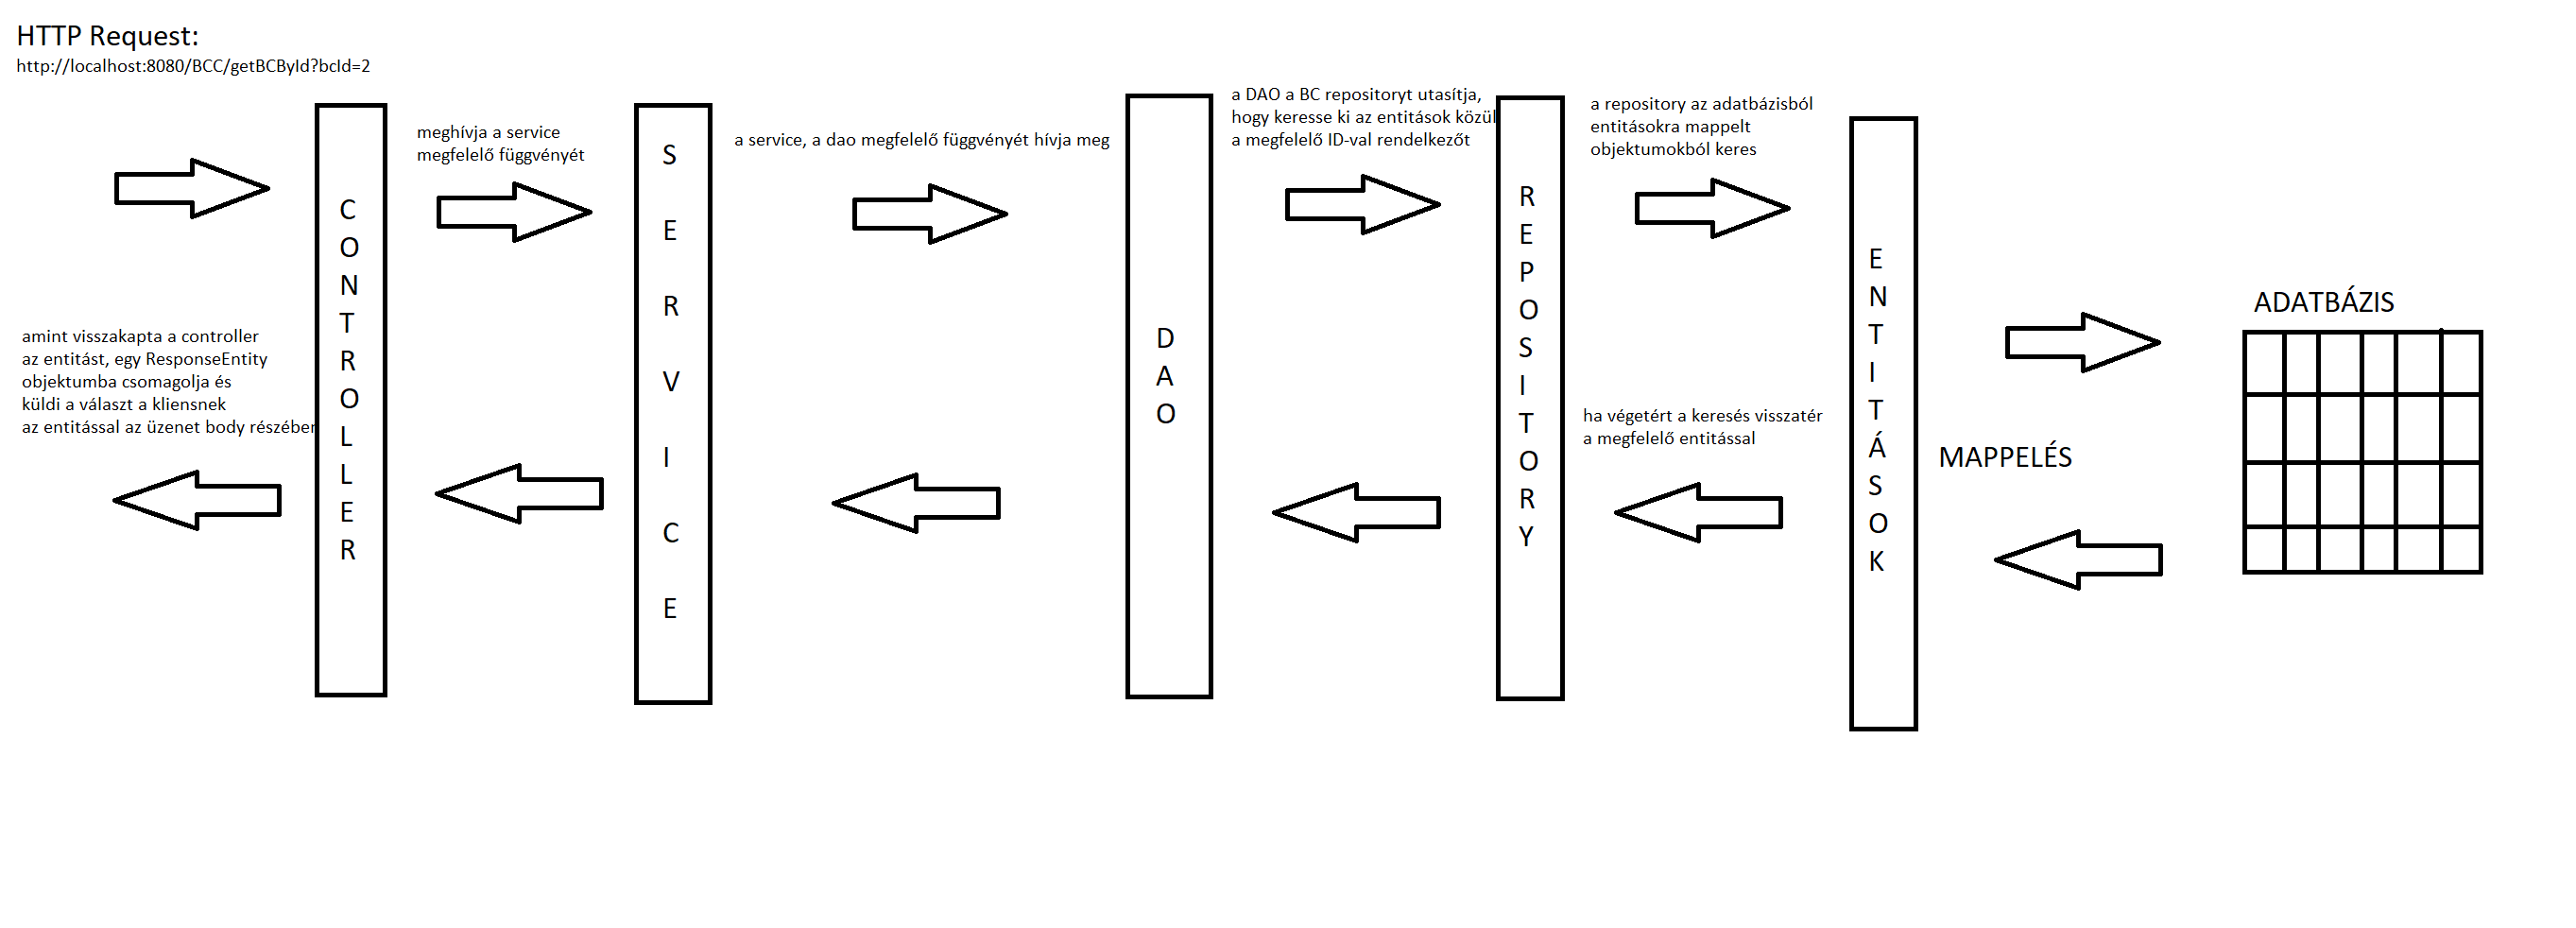 HTTP Request:
http://localhost:8080/BCC/getBCById?bcId=2
meghívja a service
megfelelő függvényét
a service, a dao megfelelő függvényét hívja meg
a DAO a BC repositoryt utasítja,
hogy keresse ki az entitások közül
a megfelelő ID-val rendelkezőt
a repository az adatbázisból
entitásokra mappelt
objektumokból keres
CONTROLLER
SERVICE
DAO
REPOSITORY
ENTITÁSOK
ADATBÁZIS
MAPPELÉS
ha végetért a keresés visszatér
a megfelelő entitással
amint visszakapta a controller
az entitást, egy ResponseEntity
objektumba csomagolja és
küldi a választ a kliensnek
az entitással az üzenet body részében